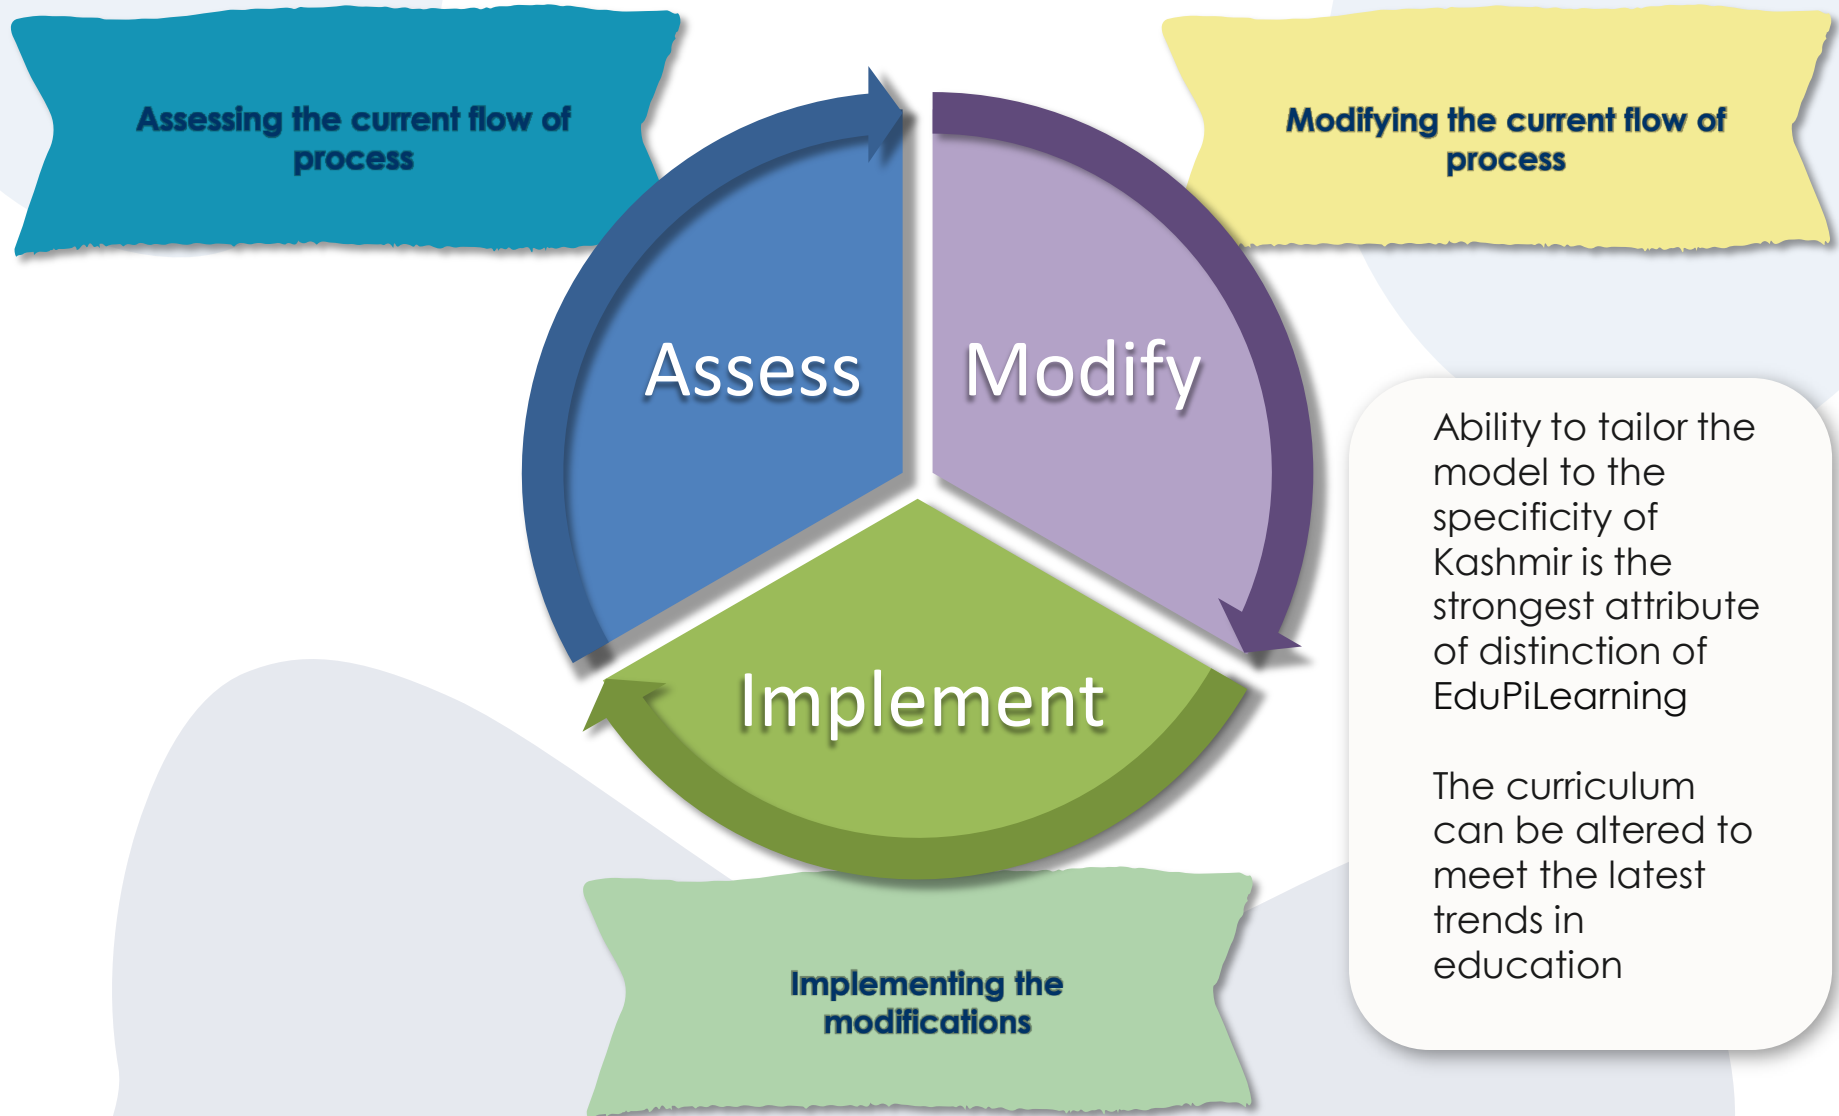 Assessing the current flow of
process
Modifying the current flow of
process
Assess
Modify
Implement
Implementing the
modifications
Ability to tailor the
model to the
specificity of
Kashmir is the
strongest attribute
of distinction of
EduPiLearning
The curriculum
can be altered to
meet the latest
trends in
education